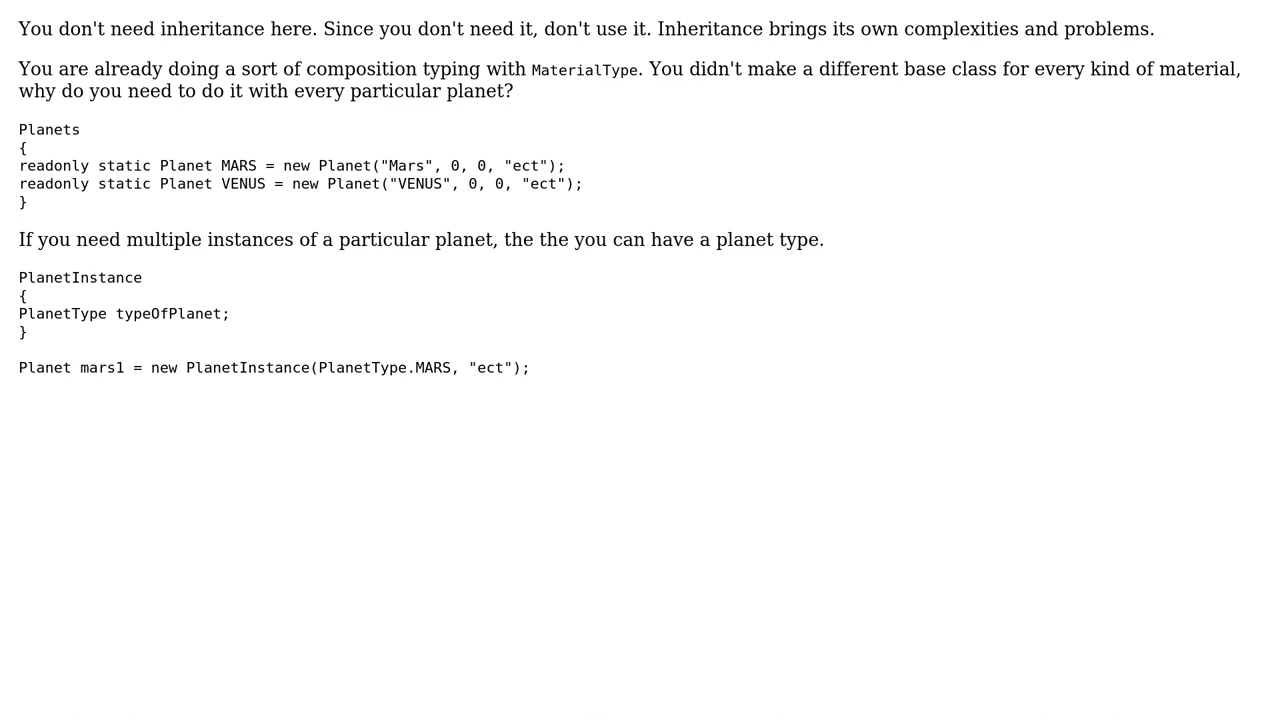 You don't need inheritance here. Since you don't need it, don't use it. Inheritance brings its own complexities and problems.
You are already doing a sort of composition typing with MaterialType. You didn't make a different base class for every kind of material,
why do you need to do it with every particular planet?
Planets
{
readonly static Planet MARS = new Planet("Mars", 0, 0, "ect");
readonly static Planet VENUS = new Planet("VENUS", 0, 0, "ect");
}
If you need multiple instances of a particular planet, the the you can have a planet type.
PlanetInstance
{
PlanetType typeOfPlanet;
}
Planet mars1 = new PlanetInstance(PlanetType.MARS, "ect");